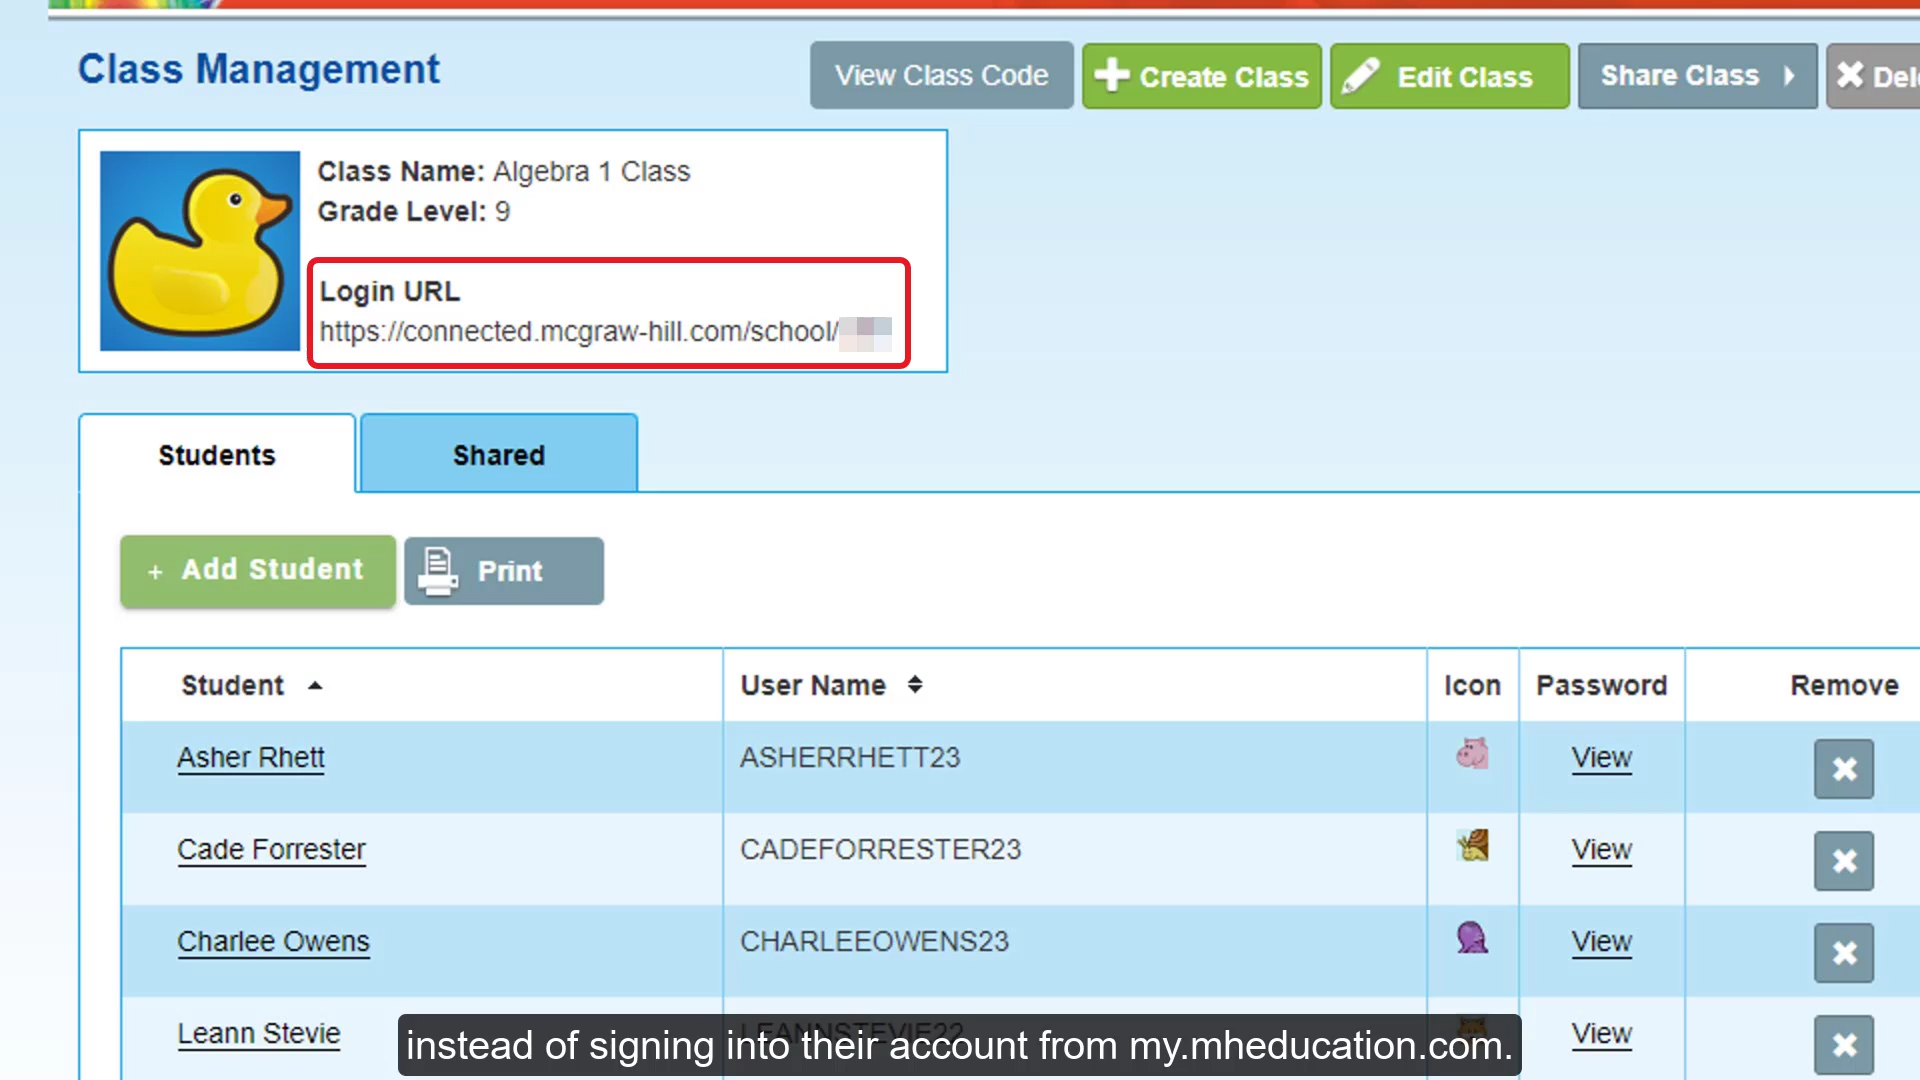 Class Management
View Class Code
Create Class
Edit Class
Share Class
Class Name: Algebra 1 Class
Grade Level: 9
Login URL
https://connected.mcgraw-hill.com/school/
Students
Shared
+ Add Student
Print
Student
User Name
Icon
Password
Remove
Asher Rhett
ASHERRHETT23
View
Cade Forrester
CADEFORRESTER23
View
Charlee Owens
CHARLEEOWENS23
View
Leann Stevie
LEANNSTEVIE22
View
instead of signing into their account from my.mheducation.com.